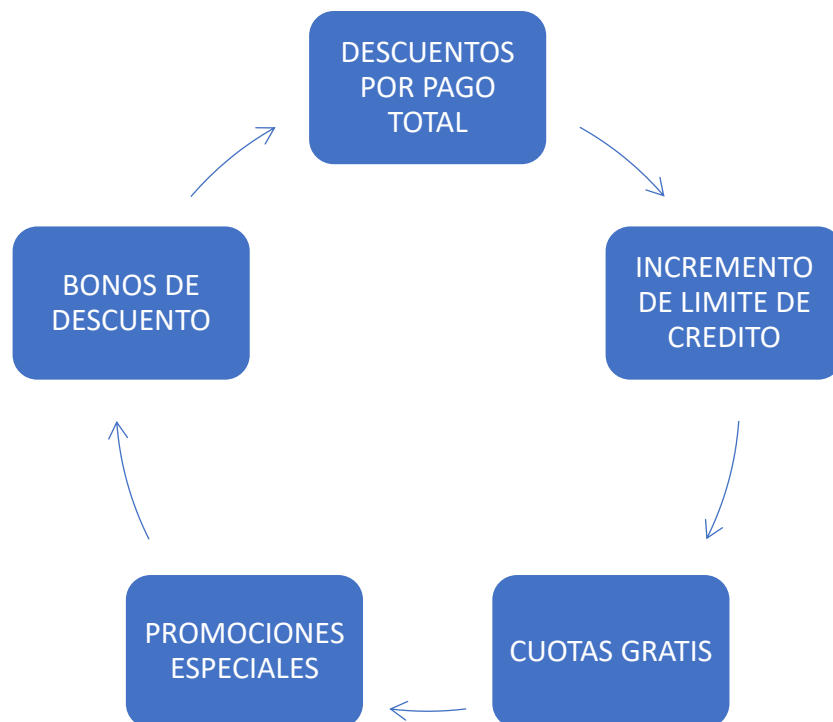 DESCUENTOS
POR PAGO
TOTAL
INCREMENTO
DE LIMITE DE
CREDITO
CUOTAS GRATIS
PROMOCIONES
ESPECIALES
BONOS DE
DESCUENTO